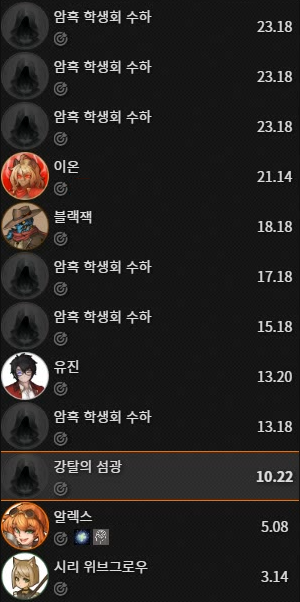 암흑 학생회 수하
23.18
암흑 학생회 수하
23.18
암흑 학생회 수하
23.18
이온
21.14
블랙잭
18.18
암흑 학생회 수하
17.18
암흑 학생회 수하
15.18
유진
13.20
암흑 학생회 수하
13.18
강탈의 섬광
10.22
알렉스
5.08
시리 위브그로우
3.14